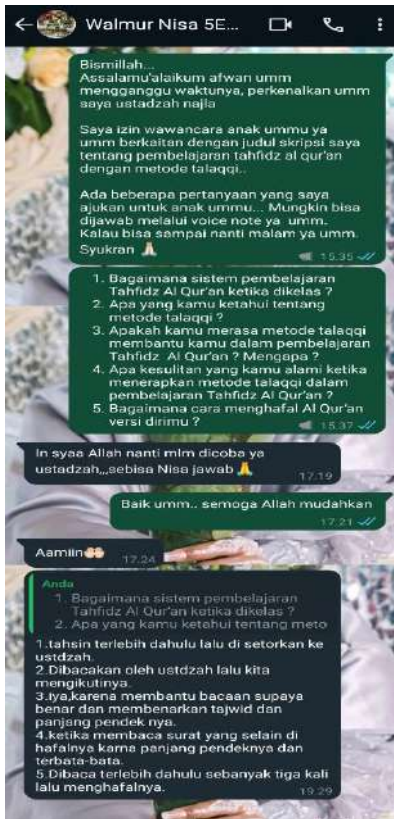 Walmur Nisa 5E...
Bismillah...
Assalamu'alaikum afwan umm
mengganggu waktunya, perkenalkan umm
saya ustadzah najla
Saya izin wawancara anak ummu ya
umm berkaitan dengan judul skripsi saya
tentang pembelajaran tahfidz al qur'an
dengan metode talaqqi..
Ada beberapa pertanyaan yang saya
ajukan untuk anak ummu... Mungkin bisa
dijawab melalui voice note ya umm.
Kalau bisa sampai nanti malam ya umm.
Syukran 🙏
15.35
1. Bagaimana sistem pembelajaran
Tahfidz Al Qur'an ketika dikelas ?
2. Apa yang kamu ketahui tentang
metode talaqqi ?
3. Apakah kamu merasa metode talaqqi
membantu kamu dalam pembelajaran
Tahfidz Al Qur'an ? Mengapa ?
4. Apa kesulitan yang kamu alami ketika
menerapkan metode talaqqi dalam
pembelajaran Tahfidz Al Qur'an ?
5. Bagaimana cara menghafal Al Qur'an
versi dirimu ?
15.37
In syaa Allah nanti mlm dicoba ya
ustadzah,,,sebisa Nisa jawab 🙏
17.19
Baik umm.. semoga Allah mudahkan
17.21
Aamiin🤲🏻
17.24
Anda
1. Bagaimana sistem pembelajaran
Tahfidz Al Qur'an ketika dikelas ?
2. Apa yang kamu ketahui tentang meto
1.tahsin terlebih dahulu lalu di setorkan ke
ustdzah.
2.Dibacakan oleh ustdzah lalu kita
mengikutinya.
3.iya,karena membantu bacaan supaya
benar dan membenarkan tajwid dan
panjang pendek nya.
4.ketika membaca surat yang selain di
hafalnya karna panjang pendeknya dan
terbata-bata.
5.Dibaca terlebih dahulu sebanyak tiga kali
lalu menghafalnya.
19.29